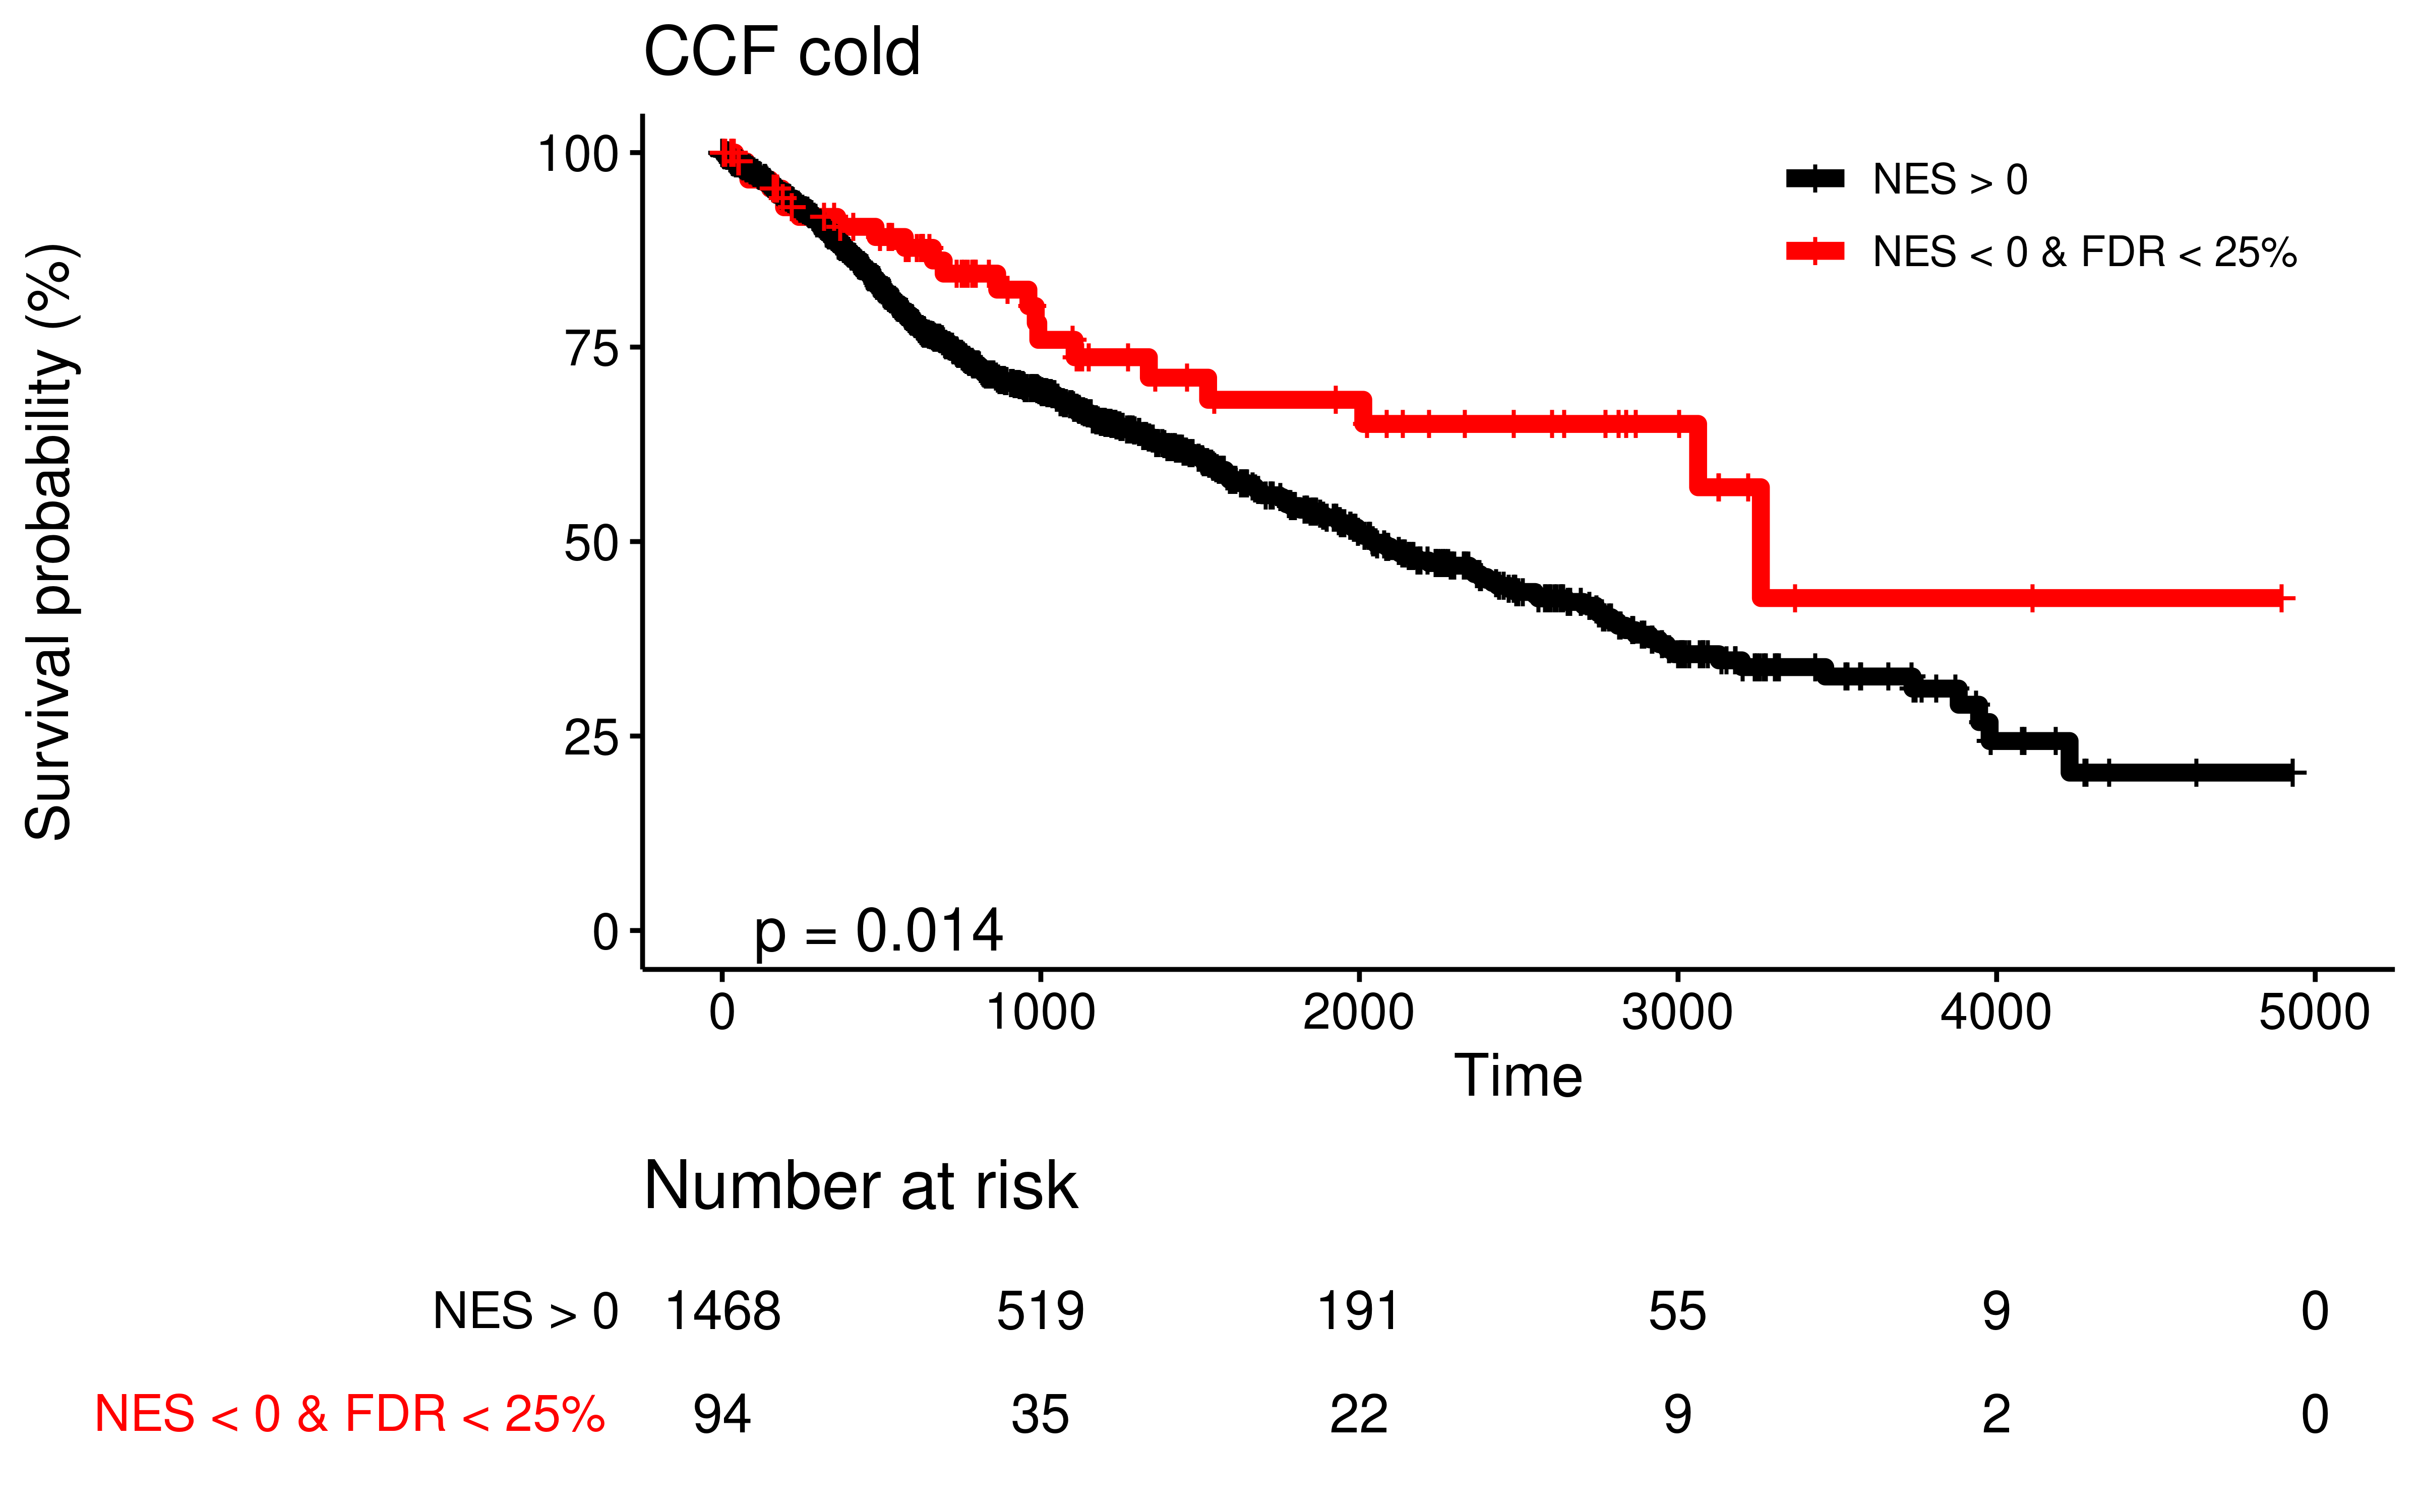 CCF cold
Survival probability (%)
100
75
50
25
0
NES > 0
NES < 0 & FDR < 25%
p = 0.014
0 1000 2000 3000 4000 5000
Time
Number at risk
NES > 0 1468 519 191 55 9 0
NES < 0 & FDR < 25% 94 35 22 9 2 0